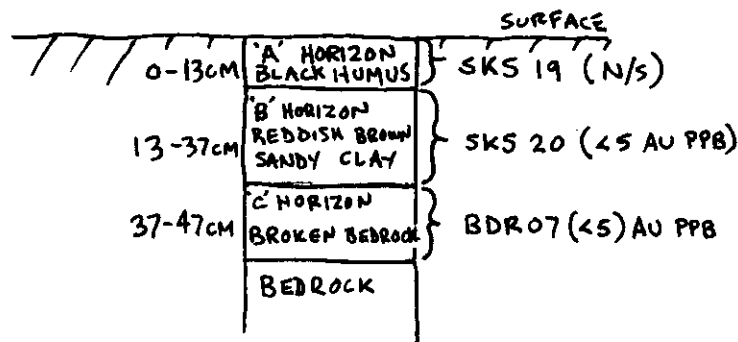 SURFACE
0-13CM 'A' HORIZON SKS 19 (N/S)
BLACK HUMUS
'B' HORIZON
13-37CM REDDISH BROWN SKS 20 (<5 AU PPB)
SANDY CLAY
'C' HORIZON
37-47CM BROKEN BEDROCK BDR07 (<5) AU PPB
BEDROCK